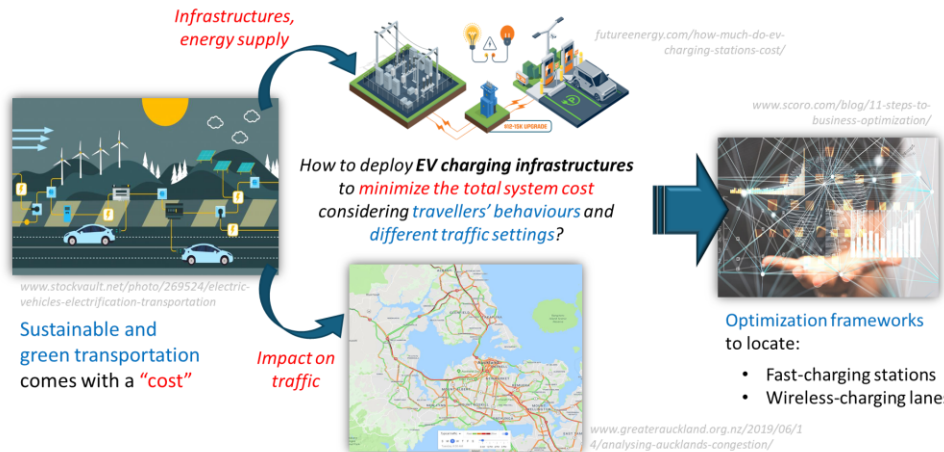 Infrastructures,
energy supply
futureenergy.com/how-much-do-ev-
charging-stations-cost/
www.scoro.com/blog/11-steps-to-
business-optimization/
How to deploy EV charging infrastructures
to minimize the total system cost
considering travellers' behaviours and
different traffic settings?
www.stockvault.net/photo/269524/electric-
vehicles-electrification-transportation
Sustainable and
green transportation
comes with a "cost"
Impact on
traffic
Optimization frameworks
to locate:
• Fast-charging stations
• Wireless-charging lanes
www.greaterauckland.org.nz/2019/06/1
4/analysing-aucklands-congestion/